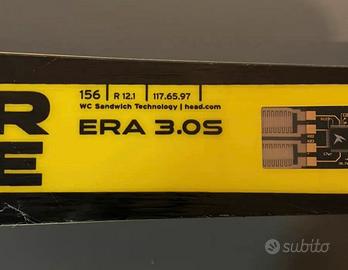 R
E
156 | R 12.1 | 117.65.97
WC Sandwich Technology | head.com
ERA 3.0S
subito